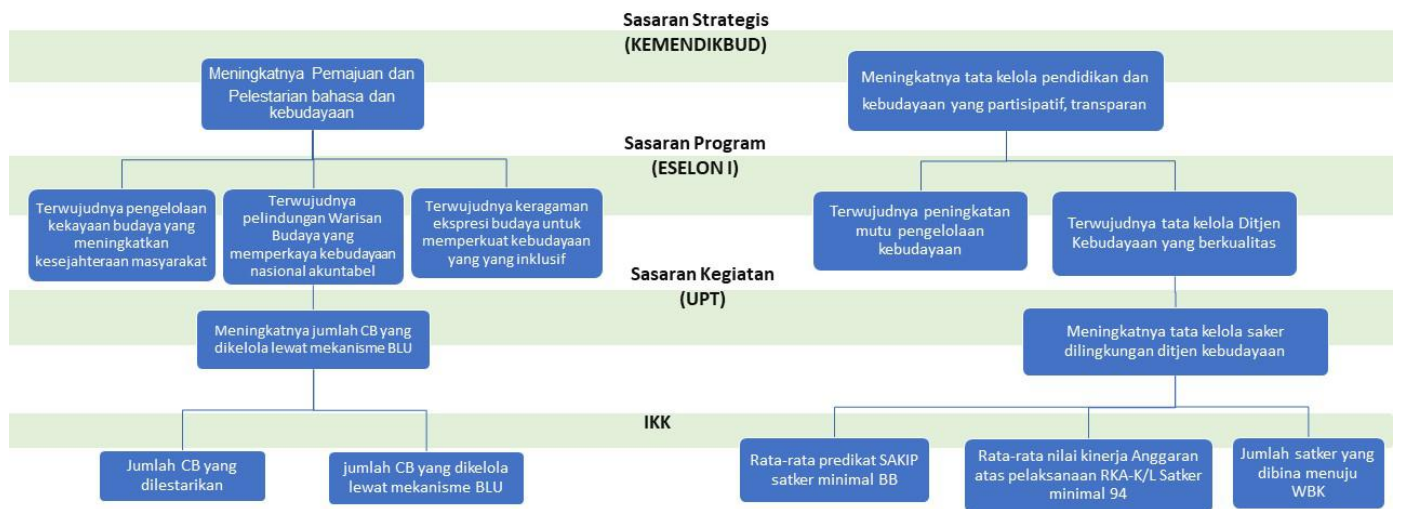 Sasaran Strategis
(KEMENDIKBUD)
Meningkatnya Pemajuan dan
Pelestarian bahasa dan
kebudayaan
Meningkatnya tata kelola pendidikan dan
kebudayaan yang partisipatif, transparan
Sasaran Program
(ESELON I)
Terwujudnya pengelolaan
kekayaan budaya yang
meningkatkan
kesejahteraan masyarakat
Terwujudnya
pelindungan Warisan
Budaya yang
memperkaya kebudayaan
nasional akuntabel
Terwujudnya keragaman
ekspresi budaya untuk
memperkuat kebudayaan
yang yang inklusif
Terwujudnya peningkatan
mutu pengelolaan
kebudayaan
Terwujudnya tata kelola Ditjen
Kebudayaan yang berkualitas
Sasaran Kegiatan
(UPT)
Meningkatnya jumlah CB yang
dikelola lewat mekanisme BLU
Meningkatnya tata kelola saker
dilingkungan ditjen kebudayaan
IKK
Jumlah CB yang
dilestarikan
jumlah CB yang dikelola
lewat mekanisme BLU
Rata-rata predikat SAKIP
satker minimal BB
Rata-rata nilai kinerja Anggaran
atas pelaksanaan RKA-K/L Satker
minimal 94
Jumlah satker yang
dibina menuju
WBK